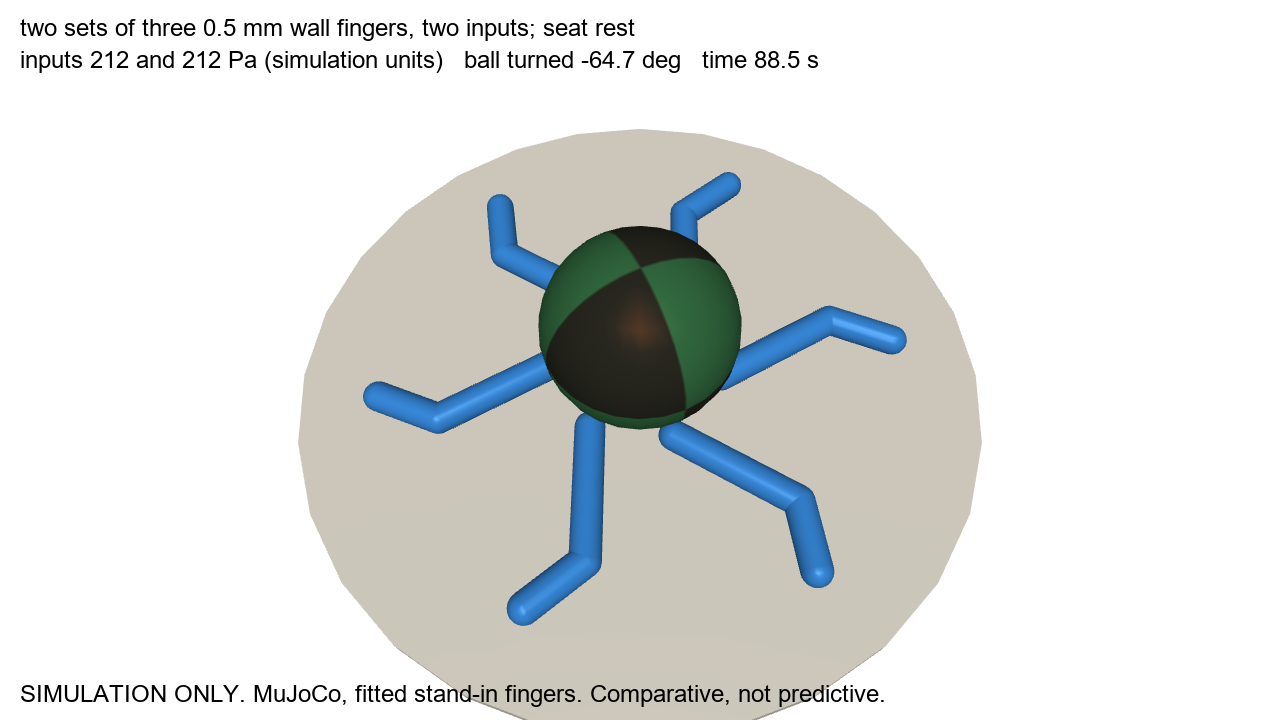 two sets of three 0.5 mm wall fingers, two inputs; seat rest
inputs 212 and 212 Pa (simulation units)   ball turned -64.7 deg   time 88.5 s
SIMULATION ONLY. MuJoCo, fitted stand-in fingers. Comparative, not predictive.